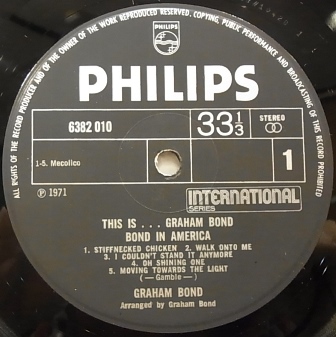 ALL RIGHTS OF THE RECORD PRODUCER AND OF THE OWNER OF THE WORK REPRODUCED RESERVED. COPYING, PUBLIC PERFORMANCE AND BROADCASTING OF THIS RECORD PROHIBITED
PHILIPS
PHILIPS
6382 010
33 1/3
STEREO
1
1-5. Mecolico
℗ 1971
INTERNATIONAL
SERIES
THIS IS . . . GRAHAM BOND
BOND IN AMERICA
1. STIFFNECKED CHICKEN 2. WALK ONTO ME
3. I COULDN'T STAND IT ANYMORE
4. OH SHINING ONE
5. MOVING TOWARDS THE LIGHT
(— Gamble —)
GRAHAM BOND
Arranged by Graham Bond